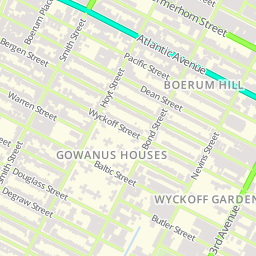 Boerum Place
Smith Street
ermerhorn Street
Atlantic Avenue
Bergen Street
Pacific Street
Hoyt Street
Dean Street
BOERUM HILL
Warren Street
Wyckoff Street
Bond Street
GOWANUS HOUSES
Nevins Street
Smith Street
Baltic Street
Douglass Street
WYCKOFF GARDEN
Degraw Street
Butler Street
3rd Avenue